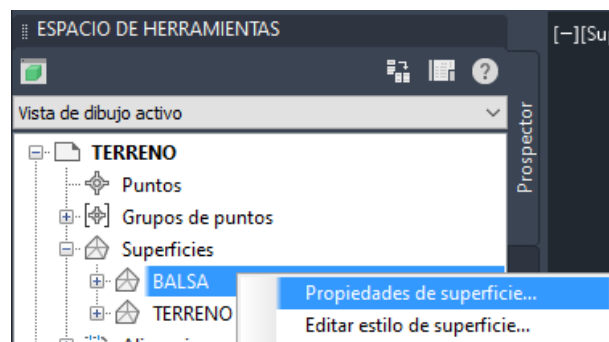 ESPACIO DE HERRAMIENTAS
[−][Su
Vista de dibujo activo
Prospector
TERRENO
Puntos
Grupos de puntos
Superficies
BALSA
Propiedades de superficie...
TERRENO
Editar estilo de superficie...